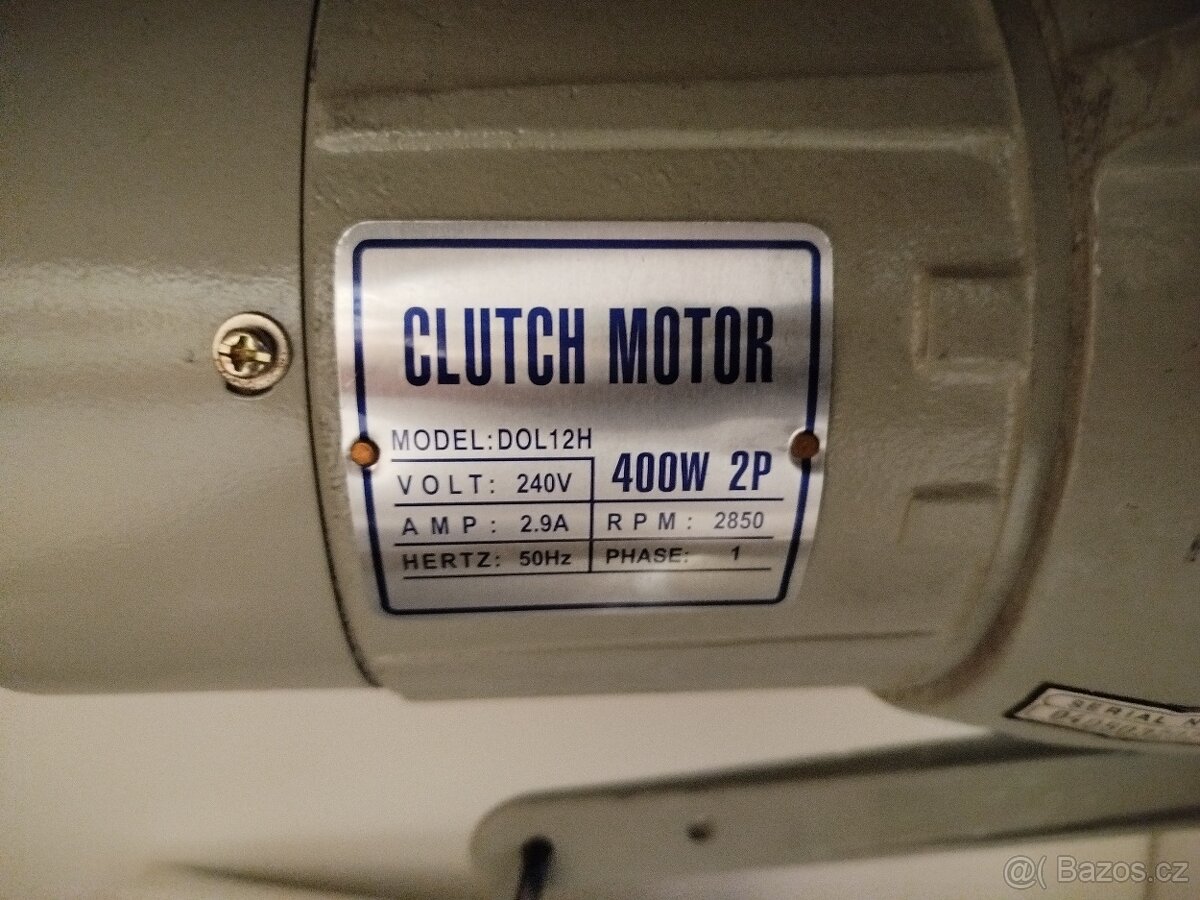 CLUTCH MOTOR
MODEL: DOL12H
400W 2P
VOLT: 240V
AMP: 2.9A
RPM: 2850
HERTZ: 50Hz
PHASE: 1
SERIAL
@( Bazos.cz